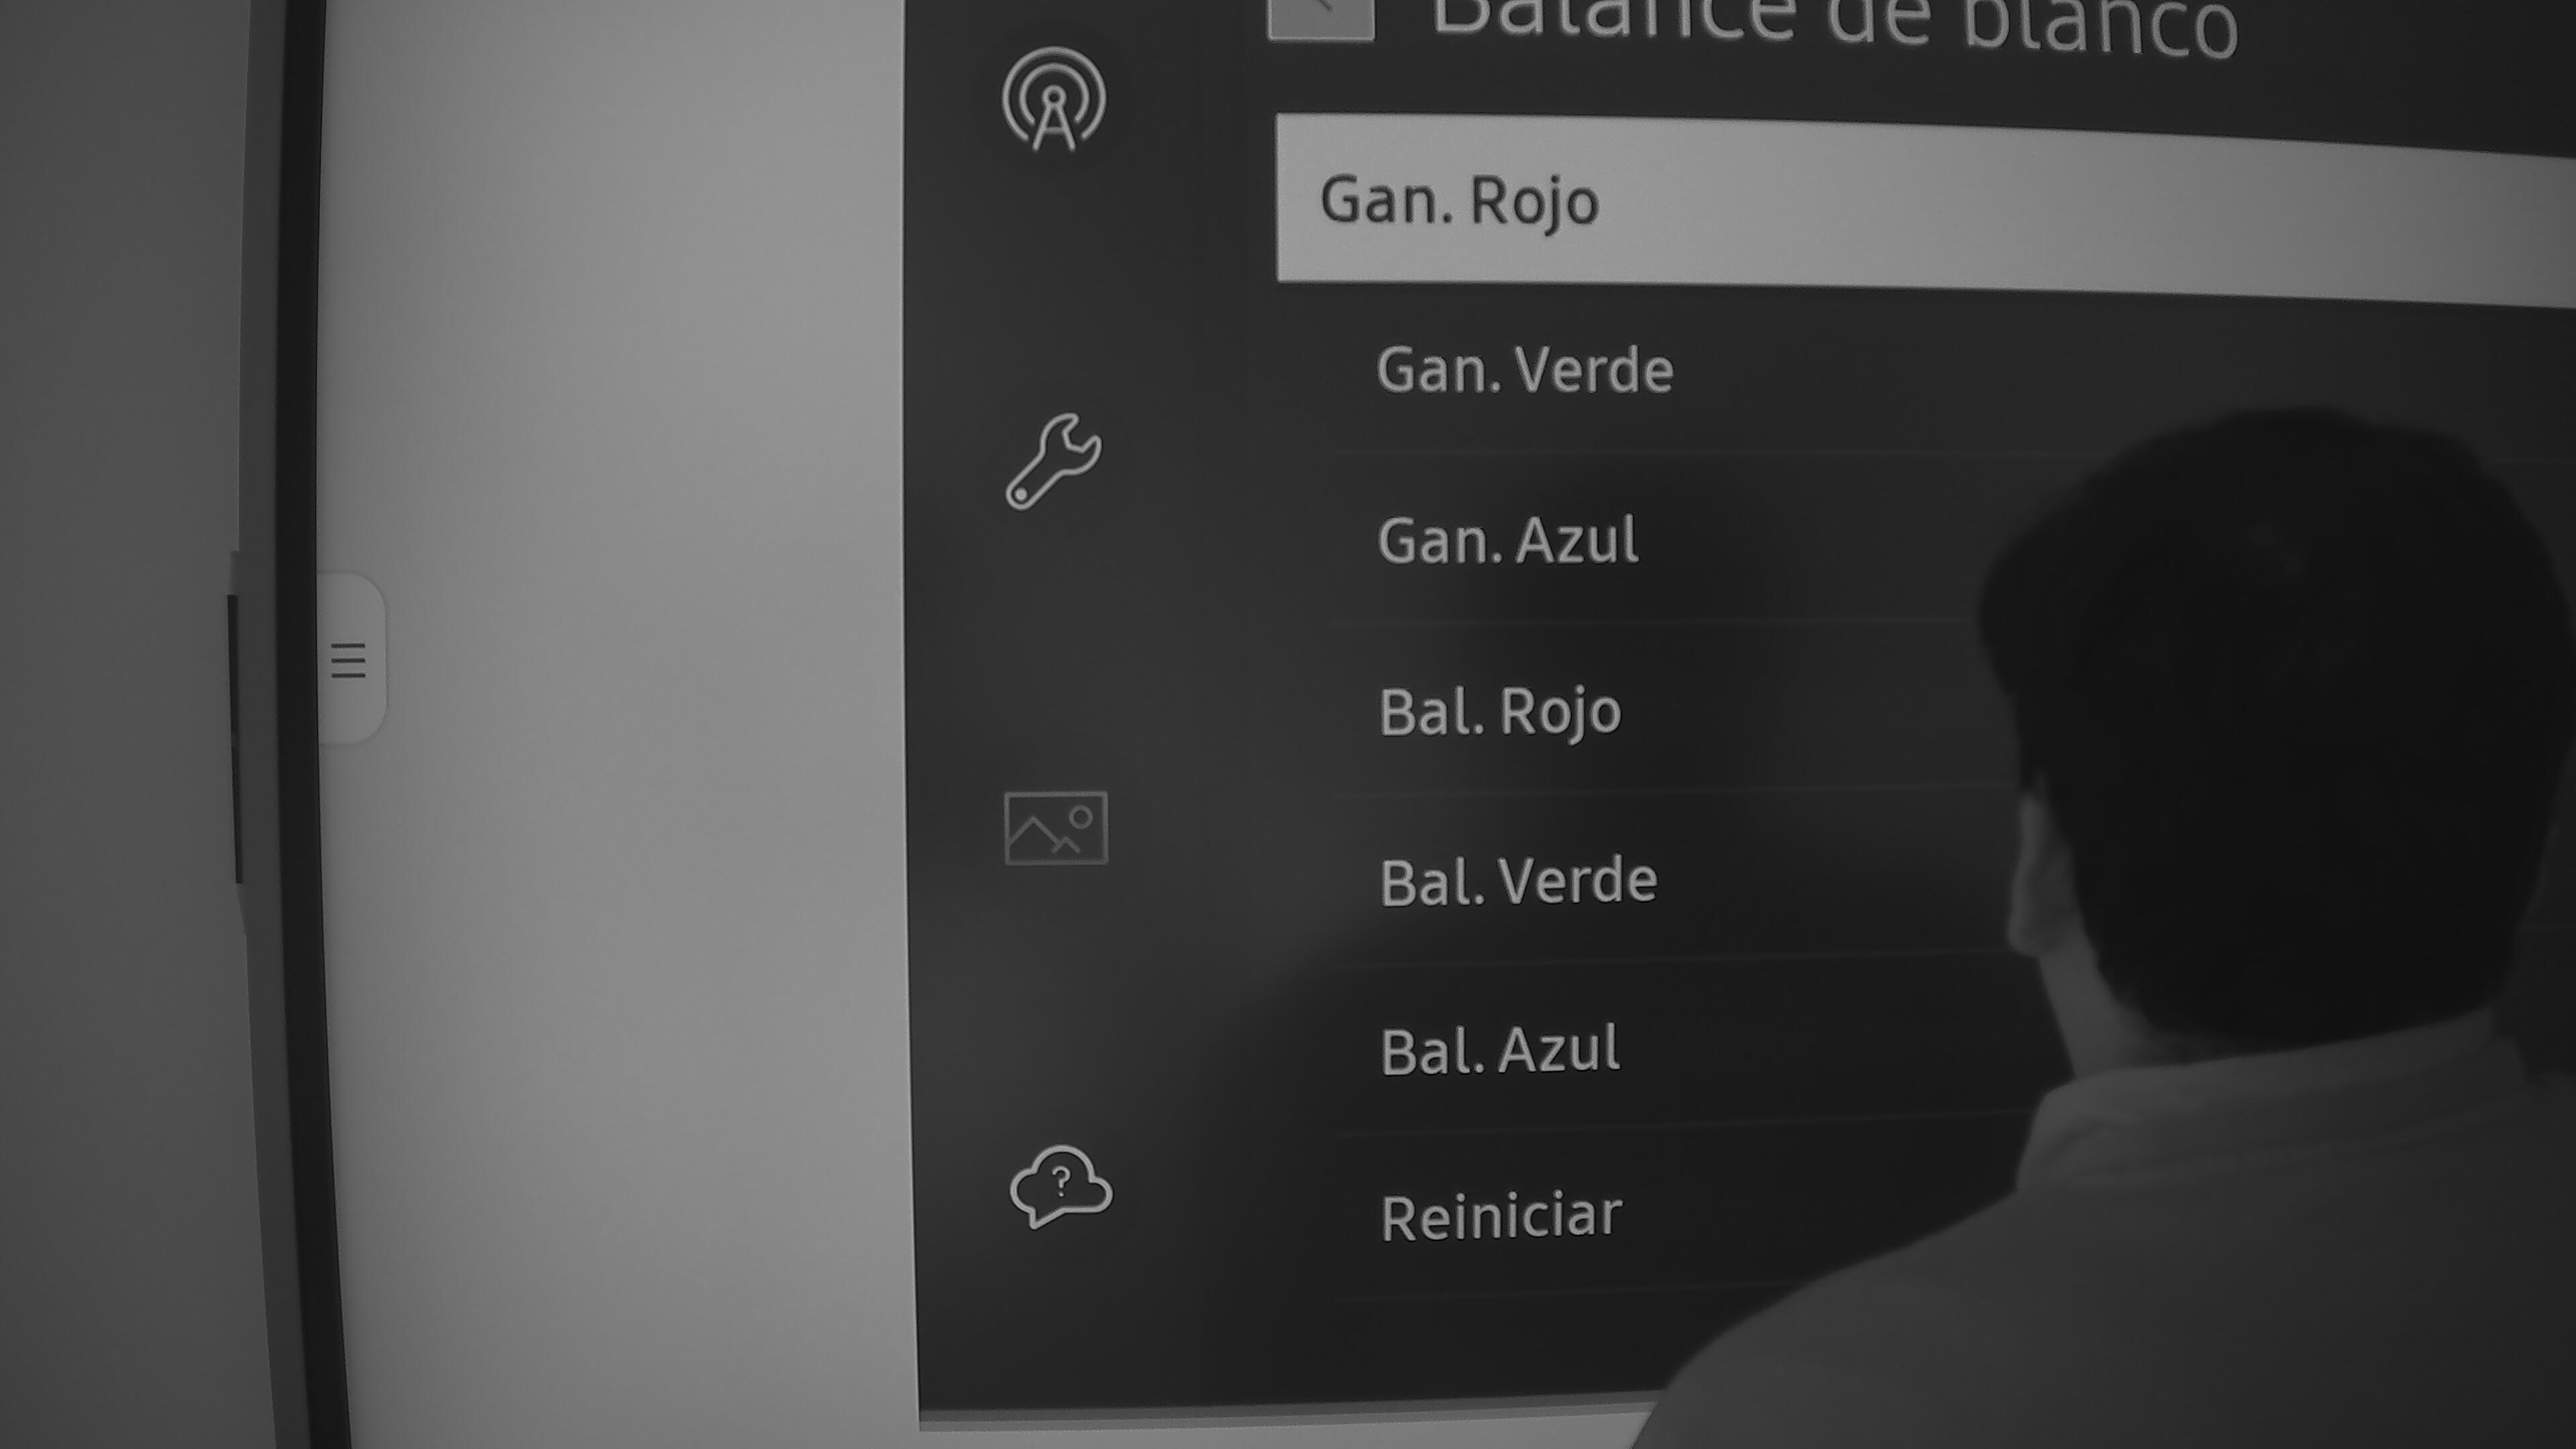 Balance de blanco
Gan. Rojo
Gan. Verde
Gan. Azul
Bal. Rojo
Bal. Verde
Bal. Azul
Reiniciar
?